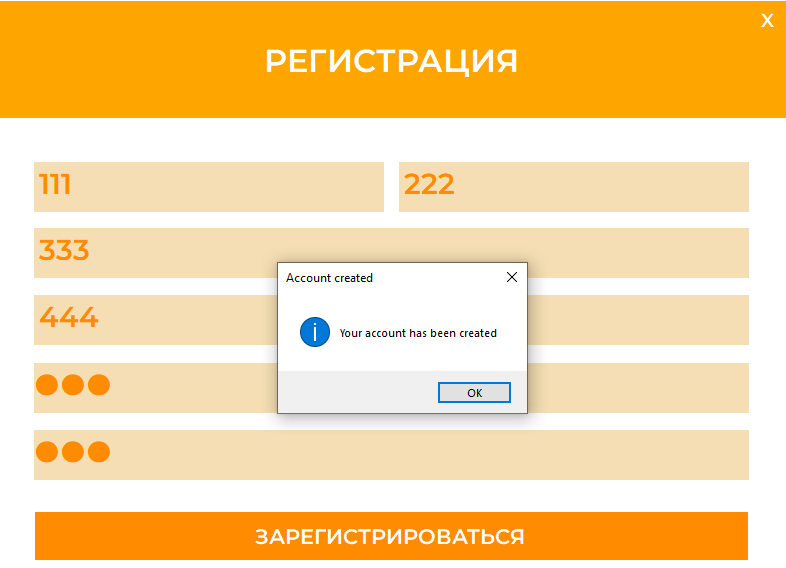 X
РЕГИСТРАЦИЯ
111
222
333
444
Account created
Your account has been created
OK
ЗАРЕГИСТРИРОВАТЬСЯ